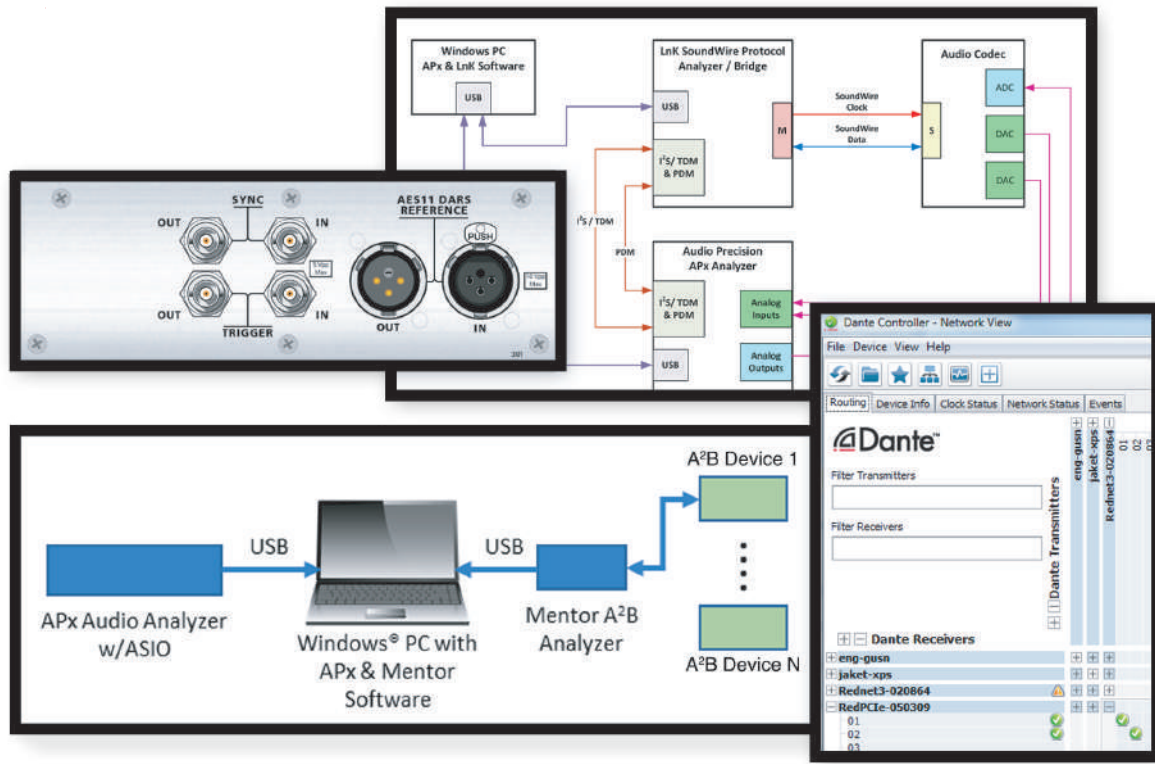 Windows PC
APx & LnK Software
USB
LnK SoundWire Protocol
Analyzer / Bridge
USB
I²S/ TDM
& PDM
M
SoundWire
Clock
SoundWire
Data
Audio Codec
ADC
S
DAC
DAC
I²S / TDM
PDM
Audio Precision
APx Analyzer
I²S/ TDM
& PDM
Analog
Inputs
USB
Analog
Outputs
SYNC
OUT
IN
OUT
IN
TRIGGER
AES11 DARS
REFERENCE
PUSH
OUT
IN
Dante Controller - Network View
File Device View Help
Routing
Device Info
Clock Status
Network Status
Events
Dante™
Filter Transmitters
Filter Receivers
Dante Transmitters
eng-gusn
jaket-xps
Rednet3-020864
01
02
03
Dante Receivers
eng-gusn
jaket-xps
Rednet3-020864
RedPCIe-050309
01
02
03
APx Audio Analyzer
w/ASIO
USB
Windows® PC with
APx & Mentor
Software
USB
Mentor A²B
Analyzer
A²B Device 1
A²B Device N